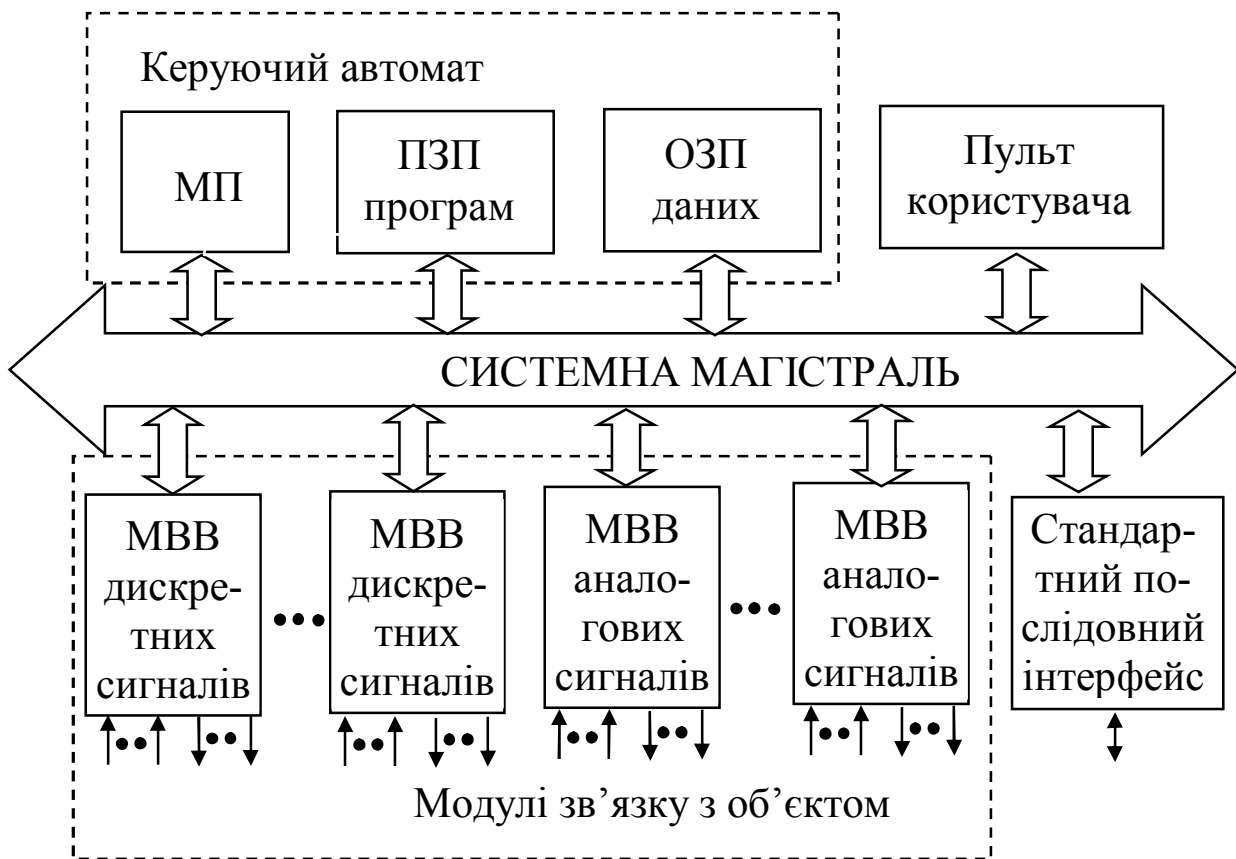 Керуючий автомат
МП
ПЗП
програм
ОЗП
даних
Пульт
користувача
СИСТЕМНА МАГІСТРАЛЬ
МВВ
дискре-
тних
сигналів
МВВ
дискре-
тних
сигналів
МВВ
анало-
гових
сигналів
МВВ
анало-
гових
сигналів
Стандар-
тний по-
слідовний
інтерфейс
Модулі зв’язку з об’єктом